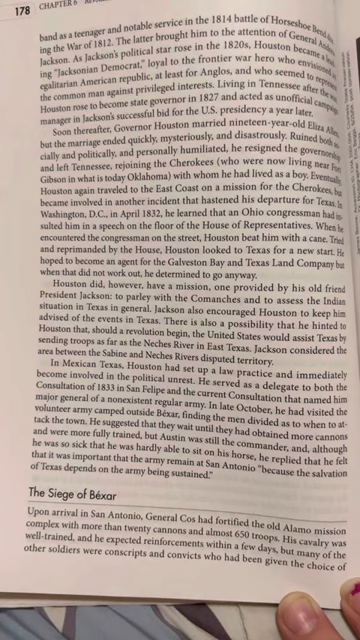 178 CHAPTER 6
band as a teenager and notable service in the 1814 battle of Horseshoe Bend
ing the War of 1812. The latter brought him to the attention of General Andrew
Jackson. As Jackson's political star rose in the 1820s, Houston became a
ing "Jacksonian Democrat," loyal to the frontier war hero who envisioned
egalitarian American republic, at least for Anglos, and who seemed to represent
the common man against privileged interests. Living in Tennessee after the
Houston rose to become state governor in 1827 and acted as unofficial campaign
manager in Jackson's successful bid for the U.S. presidency a year later.
Soon thereafter, Governor Houston married nineteen-year-old Eliza Allen,
but the marriage ended quickly, mysteriously, and disastrously. Ruined both
cially and politically, and personally humiliated, he resigned the governorship
and left Tennessee, rejoining the Cherokees (who were now living near Fort
Gibson in what is today Oklahoma) with whom he had lived as a boy. Eventually
Houston again traveled to the East Coast on a mission for the Cherokees, but
became involved in another incident that hastened his departure for Texas. In
Washington, D.C., in April 1832, he learned that an Ohio congressman had in-
sulted him in a speech on the floor of the House of Representatives. When he
encountered the congressman on the street, Houston beat him with a cane. Tried
and reprimanded by the House, Houston looked to Texas for a new start. He
hoped to become an agent for the Galveston Bay and Texas Land Company but
when that did not work out, he determined to go anyway.
Houston did, however, have a mission, one provided by his old friend
President Jackson: to parley with the Comanches and to assess the Indian
situation in Texas in general. Jackson also encouraged Houston to keep him
advised of the events in Texas. There is also a possibility that he hinted to
Houston that, should a revolution begin, the United States would assist Texas by
sending troops as far as the Neches River in East Texas. Jackson considered the
area between the Sabine and Neches Rivers disputed territory.
In Mexican Texas, Houston had set up a law practice and immediately
become involved in the political unrest. He served as a delegate to both the
Consultation of 1833 in San Felipe and the current Consultation that named him
major general of a nonexistent regular army. In late October, he had visited the
volunteer army camped outside Béxar, finding the men divided as to when to at-
tack the town. He suggested that they wait until they had obtained more cannons
and were more fully trained, but Austin was still the commander, and, although
he was so sick that he was hardly able to sit on his horse, he replied that he felt
that it was important that the army remain at San Antonio "because the salvation
of Texas depends on the army being sustained."
The Siege of Béxar
Upon arrival in San Antonio, General Cos had fortified the old Alamo mission
complex with more than twenty cannons and almost 650 troops. His cavalry was
well-trained, and he expected reinforcements within a few days, but many of the
other soldiers were conscripts and convicts who had been given the choice of